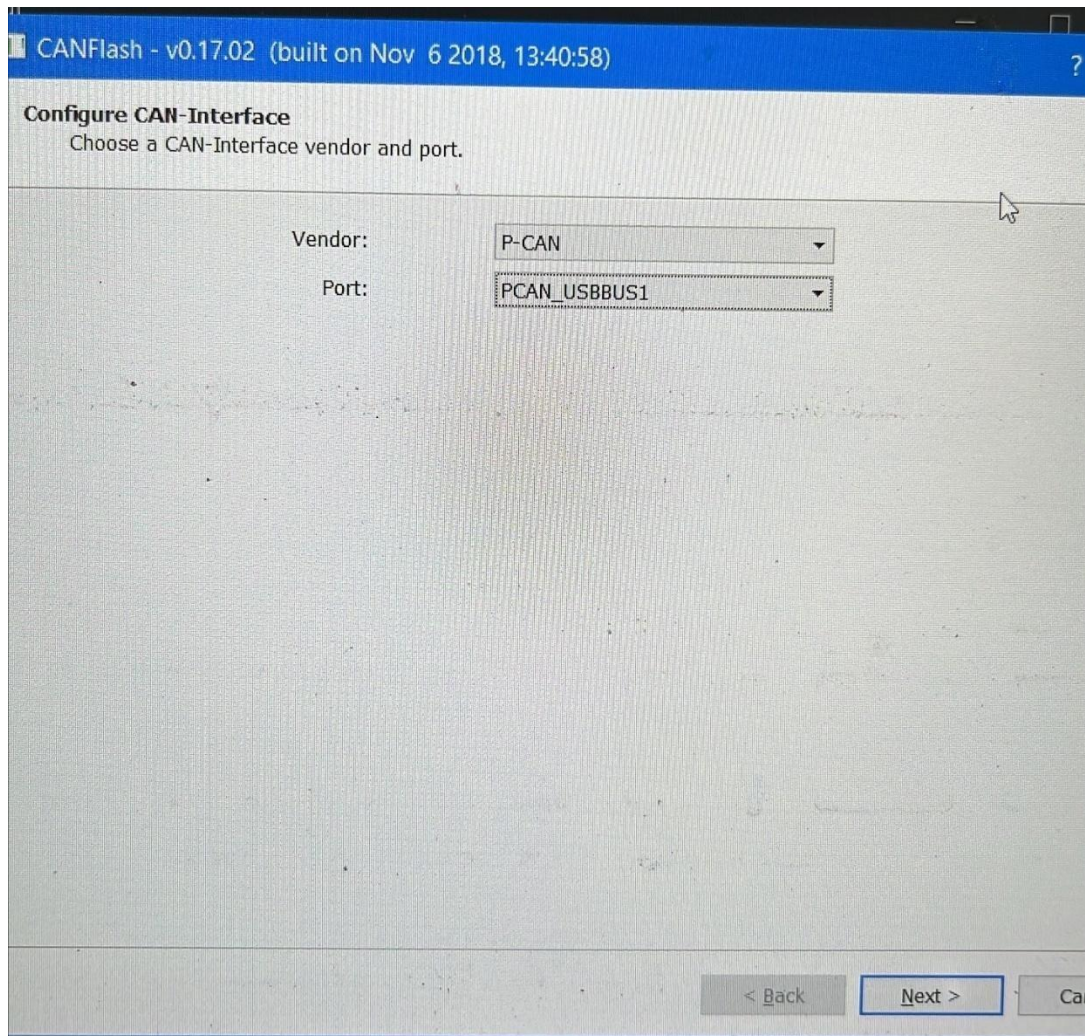 CANFlash - v0.17.02 (built on Nov 6 2018, 13:40:58)
?
Configure CAN-Interface
Choose a CAN-Interface vendor and port.
Vendor: P-CAN
Port: PCAN_USBBUS1
< Back Next > Ca